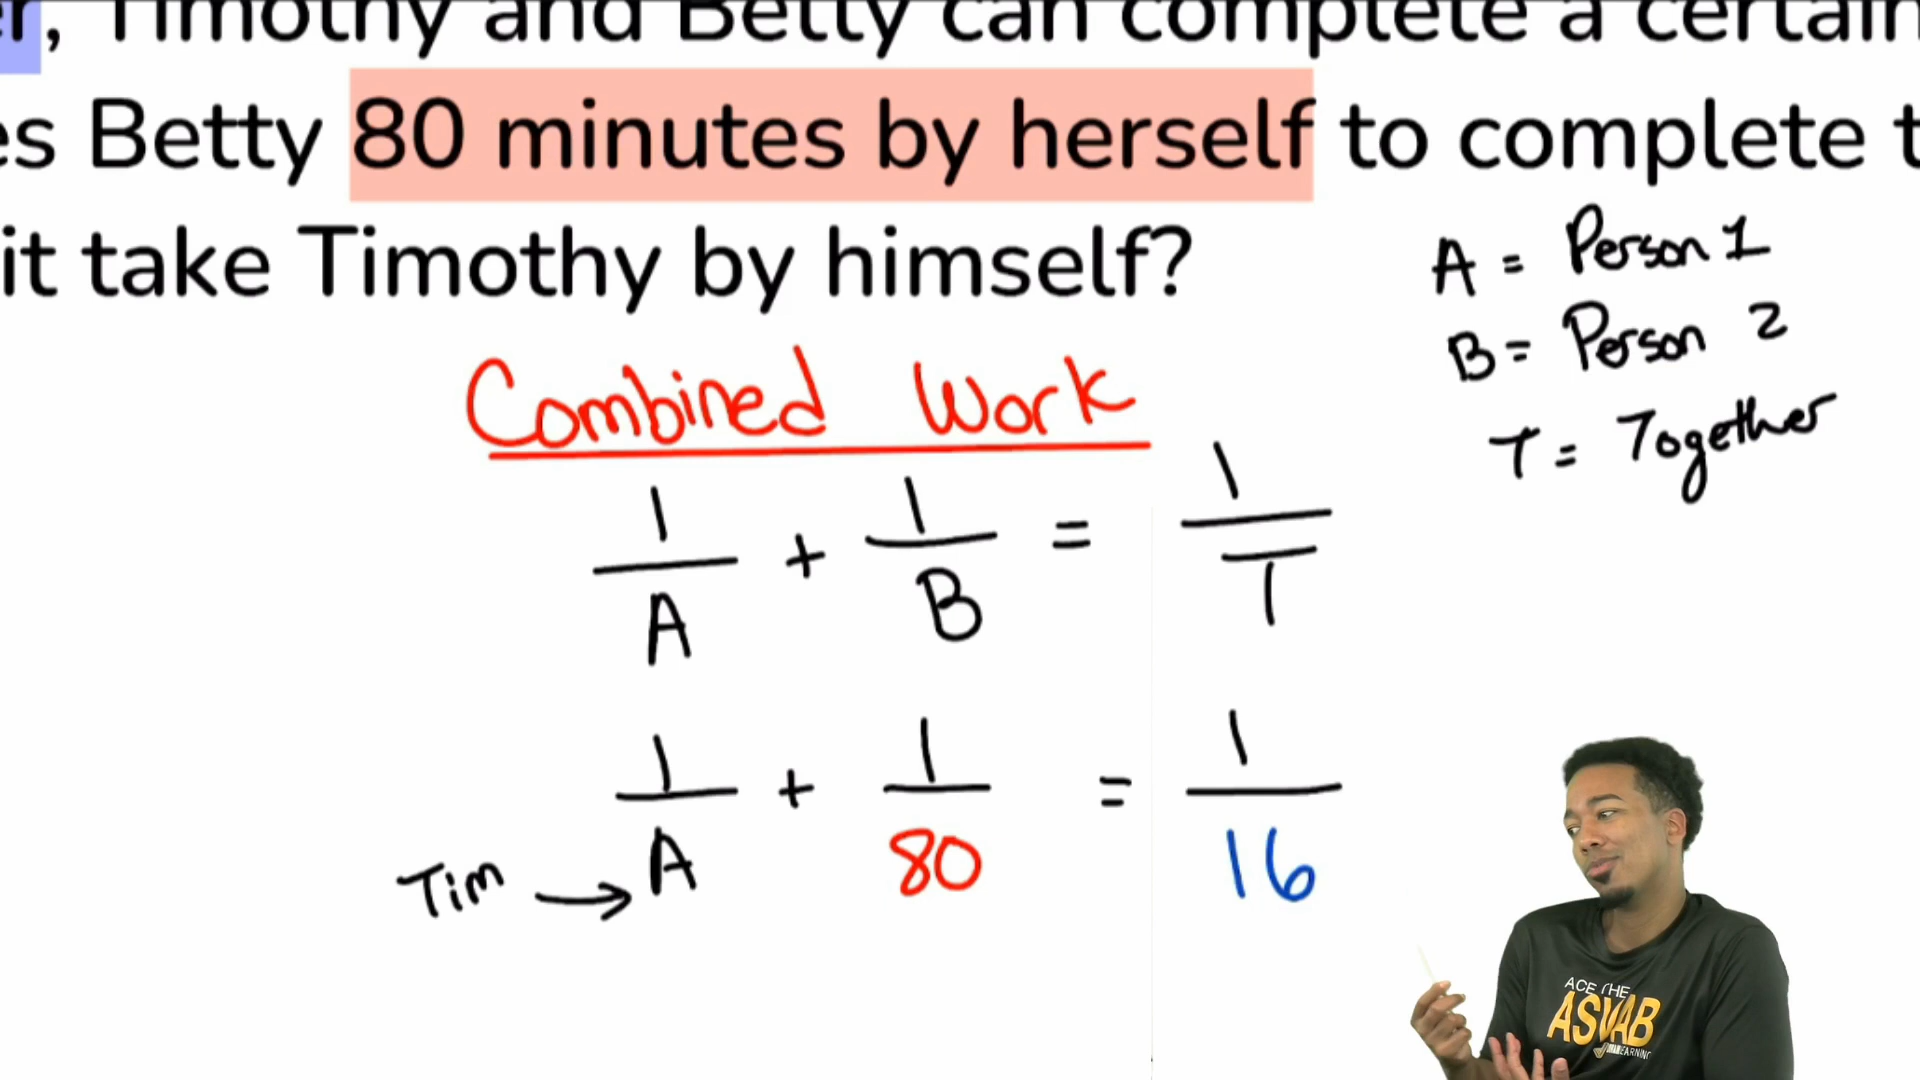 er, Timothy and Betty can complete a certain
es Betty 80 minutes by herself to complete t
it take Timothy by himself?
A = Person 1
B = Person 2
T = Together
Combined Work
1/A + 1/B = 1/T
1/A + 1/80 = 1/16
Tim →
ACE THE
ASVAB
LEARNING